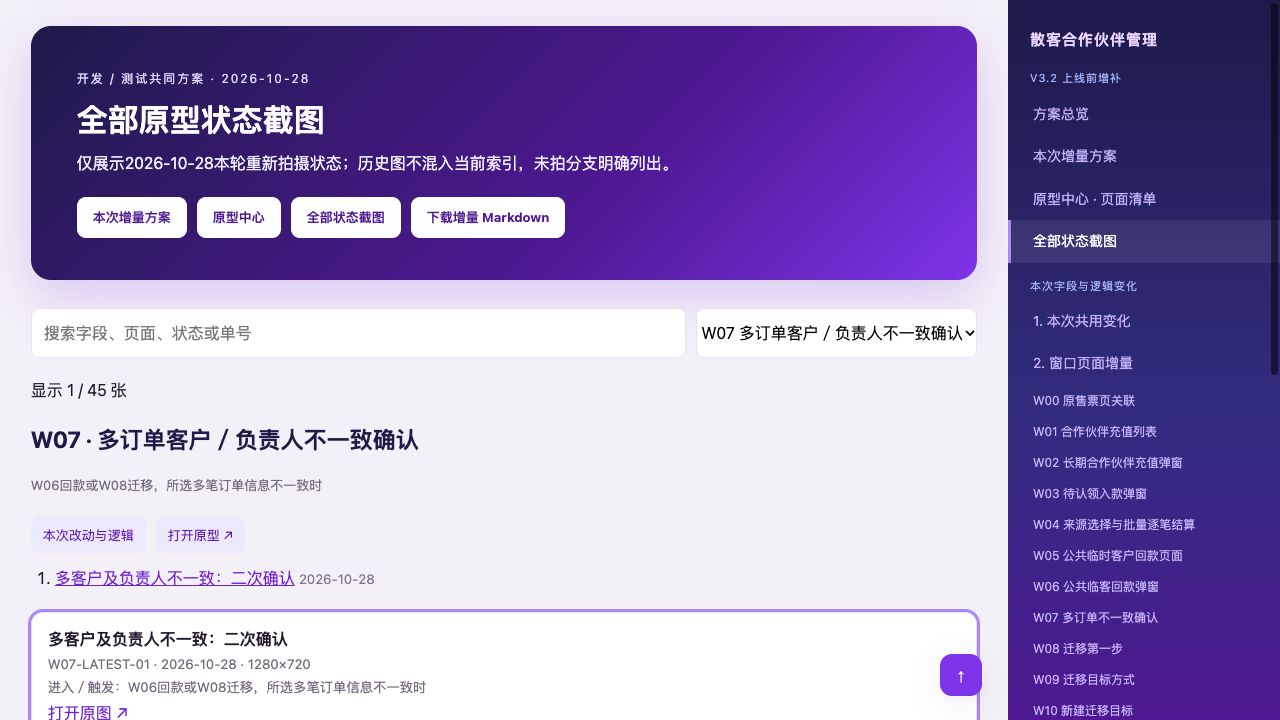 开发 / 测试共同方案 · 2026-10-28
全部原型状态截图
仅展示2026-10-28本轮重新拍摄状态；历史图不混入当前索引，未拍分支明确列出。
本次增量方案
原型中心
全部状态截图
下载增量 Markdown
搜索字段、页面、状态或单号
W07 多订单客户 / 负责人不一致确认
显示 1 / 45 张
W07 · 多订单客户 / 负责人不一致确认
W06回款或W08迁移，所选多笔订单信息不一致时
本次改动与逻辑
打开原型 ↗
1. 多客户及负责人不一致：二次确认 2026-10-28
多客户及负责人不一致：二次确认
W07-LATEST-01 · 2026-10-28 · 1280×720
进入 / 触发：W06回款或W08迁移，所选多笔订单信息不一致时
打开原图 ↗
↑
散客合作伙伴管理
V3.2 上线前增补
方案总览
本次增量方案
原型中心 · 页面清单
全部状态截图
本次字段与逻辑变化
1. 本次共用变化
2. 窗口页面增量
W00 原售票页关联
W01 合作伙伴充值列表
W02 长期合作伙伴充值弹窗
W03 待认领入款弹窗
W04 来源选择与批量逐笔结算
W05 公共临时客户回款页面
W06 公共临客回款弹窗
W07 多订单不一致确认
W08 迁移第一步
W09 迁移目标方式
W10 新建迁移目标